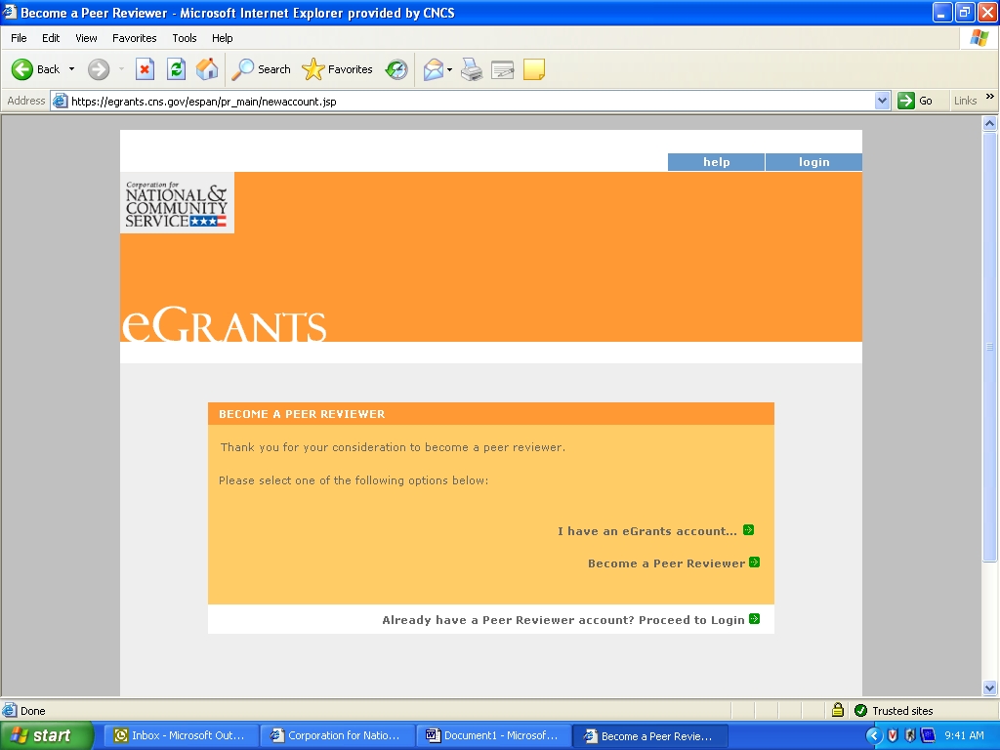 Become a Peer Reviewer - Microsoft Internet Explorer provided by CNCS
File Edit View Favorites Tools Help
Back Search Favorites
Address https://egrants.cns.gov/espan/pr_main/newaccount.jsp Go Links »
help login
Corporation for
NATIONAL &
COMMUNITY
SERVICE
eGRANTS
BECOME A PEER REVIEWER
Thank you for your consideration to become a peer reviewer.
Please select one of the following options below:
I have an eGrants account...
Become a Peer Reviewer
Already have a Peer Reviewer account? Proceed to Login
Done Trusted sites
start Inbox - Microsoft Out... Corporation for Natio... Document1 - Microsof... Become a Peer Revie... 9:41 AM